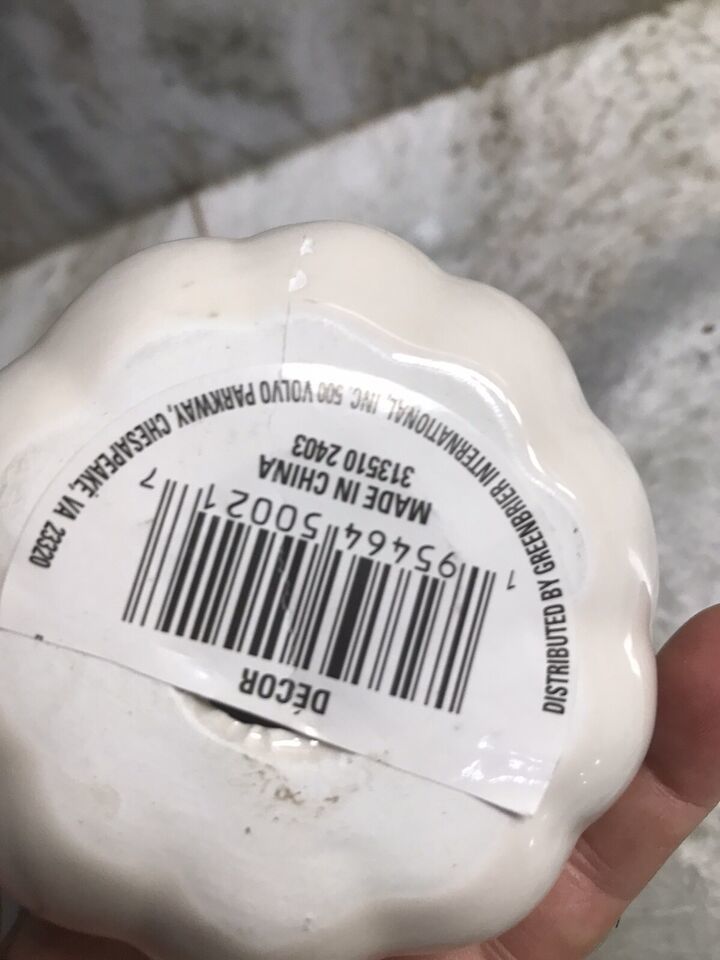 DÉCOR
1 95464 50021 7
MADE IN CHINA
313510 2403
DISTRIBUTED BY GREENBRIER INTERNATIONAL, INC. 500 VOLVO PARKWAY, CHESAPEAKE, VA 23320